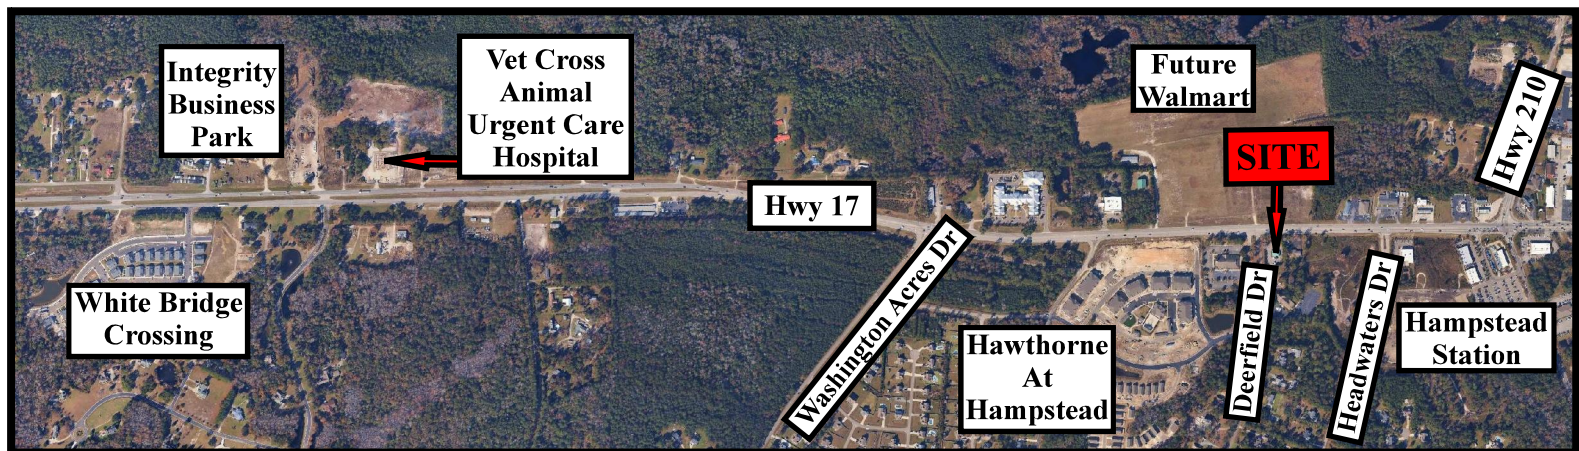 Integrity
Business
Park
Vet Cross
Animal
Urgent Care
Hospital
Future
Walmart
SITE
Hwy 210
Hwy 17
Washington Acres Dr
White Bridge
Crossing
Hawthorne
At
Hampstead
Deerfield Dr
Headwaters Dr
Hampstead
Station